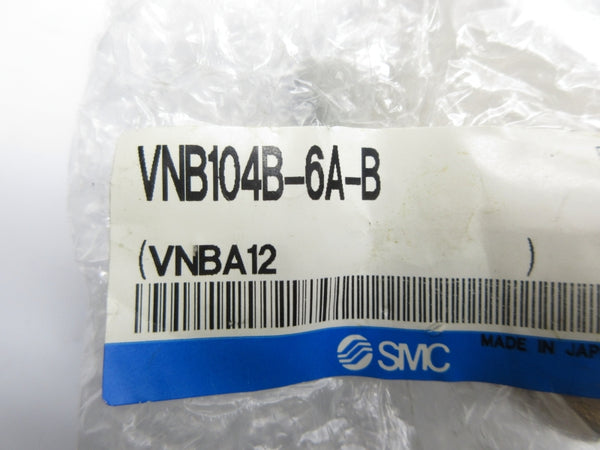 VNB104B-6A-B
(VNBA12 )
SMC
MADE IN JAP